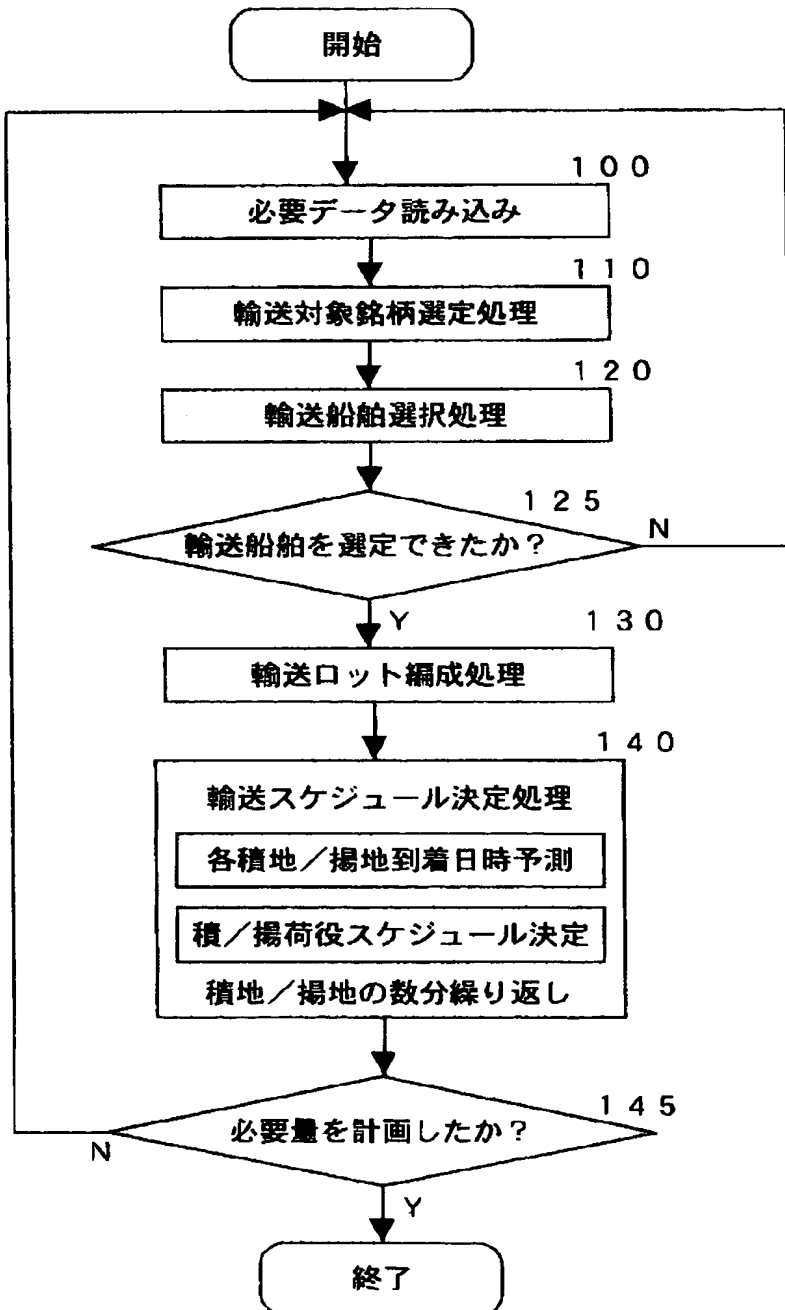 開始
100
必要データ読み込み
110
輸送対象銘柄選定処理
120
輸送船舶選択処理
125
輸送船舶を選定できたか？
N
Y
130
輸送ロット編成処理
140
輸送スケジュール決定処理
各積地／揚地到着日時予測
積／揚荷役スケジュール決定
積地／揚地の数分繰り返し
145
必要量を計画したか？
N
Y
終了